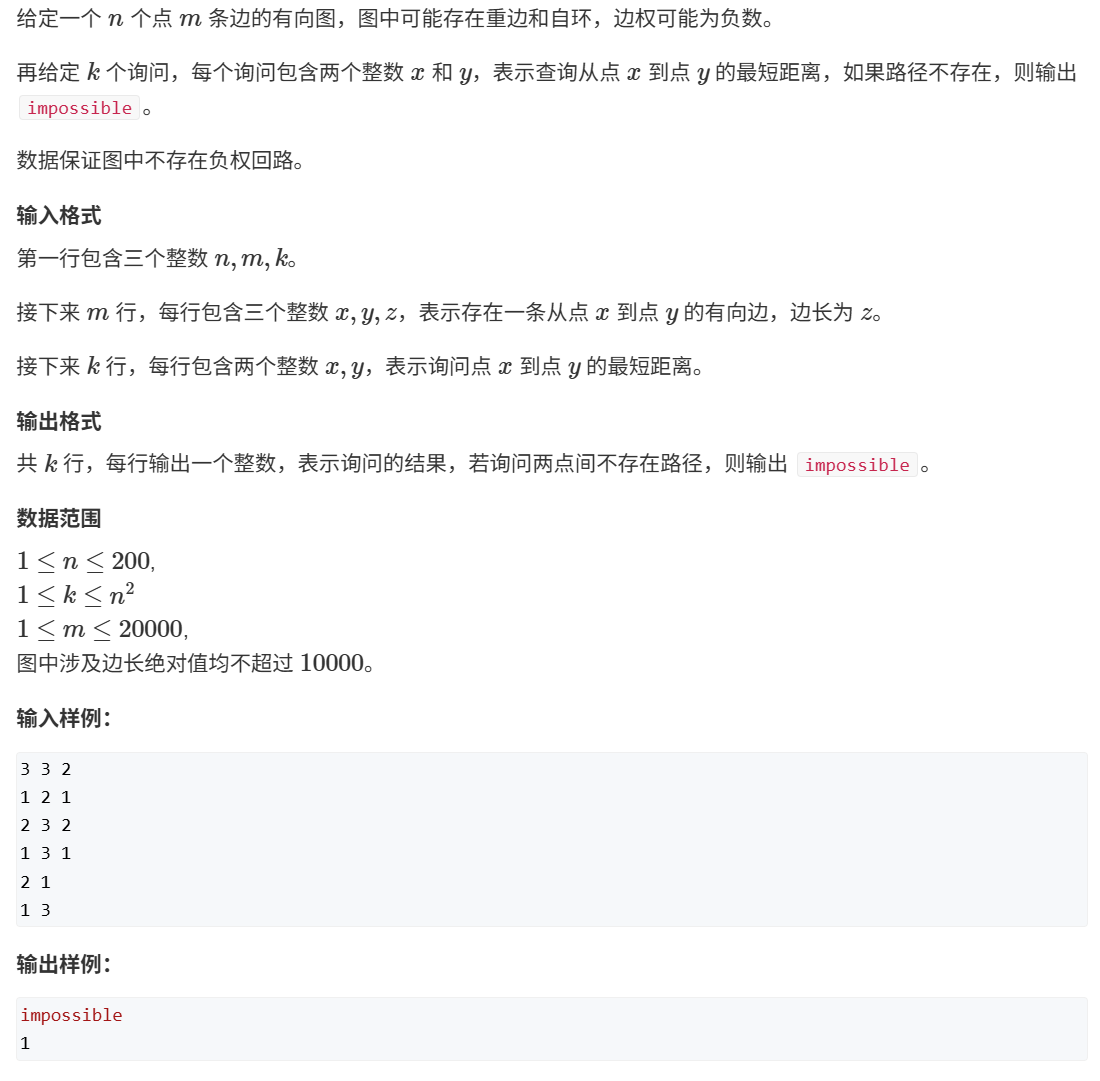 给定一个 n 个点 m 条边的有向图，图中可能存在重边和自环，边权可能为负数。
再给定 k 个询问，每个询问包含两个整数 x 和 y，表示查询从点 x 到点 y 的最短距离，如果路径不存在，则输出
impossible 。
数据保证图中不存在负权回路。
输入格式
第一行包含三个整数 n, m, k。
接下来 m 行，每行包含三个整数 x, y, z，表示存在一条从点 x 到点 y 的有向边，边长为 z。
接下来 k 行，每行包含两个整数 x, y，表示询问点 x 到点 y 的最短距离。
输出格式
共 k 行，每行输出一个整数，表示询问的结果，若询问两点间不存在路径，则输出 impossible 。
数据范围
1 ≤ n ≤ 200,
1 ≤ k ≤ n²
1 ≤ m ≤ 20000,
图中涉及边长绝对值均不超过 10000。
输入样例：
3 3 2
1 2 1
2 3 2
1 3 1
2 1
1 3
输出样例：
impossible
1